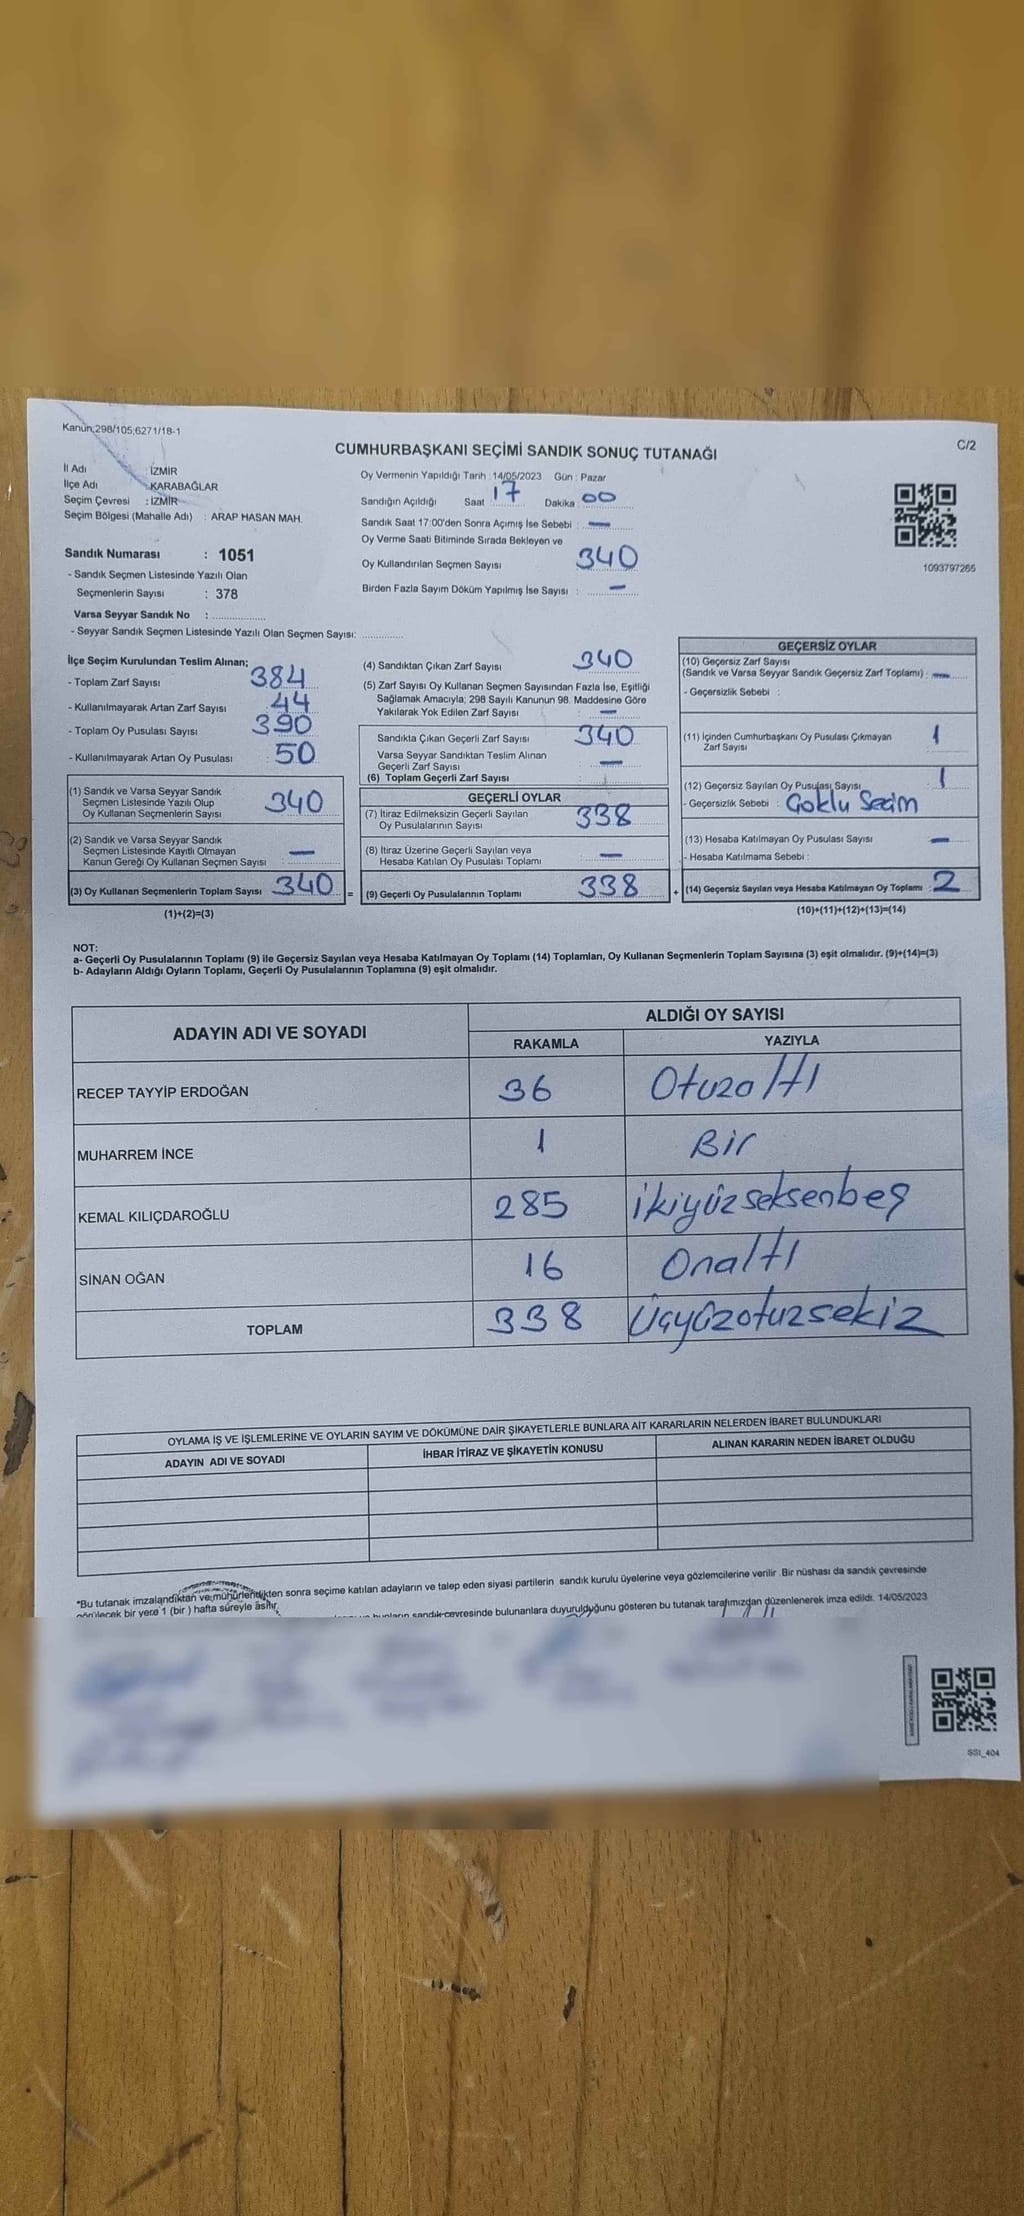 Kanun;298/105;6271/18-1
C/2
CUMHURBAŞKANI SEÇİMİ SANDIK SONUÇ TUTANAĞI
İl Adı : İZMİR
İlçe Adı : KARABAĞLAR
Seçim Çevresi : İZMİR
Seçim Bölgesi (Mahalle Adı) : ARAP HASAN MAH.
Sandık Numarası : 1051
- Sandık Seçmen Listesinde Yazılı Olan
Seçmenlerin Sayısı : 378
Varsa Seyyar Sandık No :
- Seyyar Sandık Seçmen Listesinde Yazılı Olan Seçmen Sayısı:
Oy Vermenin Yapıldığı Tarih : 14/05/2023 Gün : Pazar
Sandığın Açıldığı Saat 17 Dakika 00
Sandık Saat 17:00'den Sonra Açımış İse Sebebi : —
Oy Verme Saati Bitiminde Sırada Bekleyen ve
Oy Kullandırılan Seçmen Sayısı 340
Birden Fazla Sayım Döküm Yapılmış İse Sayısı : —
1093797265
İlçe Seçim Kurulundan Teslim Alınan;
- Toplam Zarf Sayısı 384
- Kullanılmayarak Artan Zarf Sayısı : 44
- Toplam Oy Pusulası Sayısı 390
- Kullanılmayarak Artan Oy Pusulası : 50
(1) Sandık ve Varsa Seyyar Sandık
Seçmen Listesinde Yazılı Olup
Oy Kullanan Seçmenlerin Sayısı 340
(2) Sandık ve Varsa Seyyar Sandık
Seçmen Listesinde Kayıtlı Olmayan
Kanun Gereği Oy Kullanan Seçmen Sayısı : —
(3) Oy Kullanan Seçmenlerin Toplam Sayısı 340 =
(1)+(2)=(3)
(4) Sandıktan Çıkan Zarf Sayısı 340
(5) Zarf Sayısı Oy Kullanan Seçmen Sayısından Fazla İse, Eşitliği
Sağlamak Amacıyla; 298 Sayılı Kanunun 98. Maddesine Göre
Yakılarak Yok Edilen Zarf Sayısı —
Sandıkta Çıkan Geçerli Zarf Sayısı 340
Varsa Seyyar Sandıktan Teslim Alınan
Geçerli Zarf Sayısı —
(6) Toplam Geçerli Zarf Sayısı
GEÇERLİ OYLAR
(7) İtiraz Edilmeksizin Geçerli Sayılan
Oy Pusulalarının Sayısı 338
(8) İtiraz Üzerine Geçerli Sayılan veya
Hesaba Katılan Oy Pusulası Toplamı —
(9) Geçerli Oy Pusulalarının Toplamı 338 +
GEÇERSİZ OYLAR
(10) Geçersiz Zarf Sayısı
(Sandık ve Varsa Seyyar Sandık Geçersiz Zarf Toplamı) : —
- Geçersizlik Sebebi :
(11) İçinden Cumhurbaşkanı Oy Pusulası Çıkmayan
Zarf Sayısı 1
(12) Geçersiz Sayılan Oy Pusulası Sayısı 1
- Geçersizlik Sebebi : Çoklu Seçim
(13) Hesaba Katılmayan Oy Pusulası Sayısı —
- Hesaba Katılmama Sebebi :
(14) Geçersiz Sayılan veya Hesaba Katılmayan Oy Toplamı : 2
(10)+(11)+(12)+(13)=(14)
NOT:
a- Geçerli Oy Pusulalarının Toplamı (9) ile Geçersiz Sayılan veya Hesaba Katılmayan Oy Toplamı (14) Toplamları, Oy Kullanan Seçmenlerin Toplam Sayısına (3) eşit olmalıdır. (9)+(14)=(3)
b- Adayların Aldığı Oyların Toplamı, Geçerli Oy Pusulalarının Toplamına (9) eşit olmalıdır.
ADAYIN ADI VE SOYADI ALDIĞI OY SAYISI
RAKAMLA YAZIYLA
RECEP TAYYİP ERDOĞAN 36 Otuzaltı
MUHARREM İNCE 1 Bir
KEMAL KILIÇDAROĞLU 285 ikiyüzseksenbeş
SİNAN OĞAN 16 Onaltı
TOPLAM 338 Üçyüzotuzsekiz
OYLAMA İŞ VE İŞLEMLERİNE VE OYLARIN SAYIM VE DÖKÜMÜNE DAİR ŞİKAYETLERLE BUNLARA AİT KARARLARIN NELERDEN İBARET BULUNDUKLARI
ADAYIN ADI VE SOYADI İHBAR İTİRAZ VE ŞİKAYETİN KONUSU ALINAN KARARIN NEDEN İBARET OLDUĞU
*Bu tutanak imzalandıktan ve mühürlendikten sonra seçime katılan adayların ve talep eden siyasi partilerin sandık kurulu üyelerine veya gözlemcilerine verilir .Bir nüshası da sandık çevresinde
görülecek bir yere 1 (bir ) hafta süreyle asılır.
bunların sandık çevresinde bulunanlara duyurulduğunu gösteren bu tutanak tarafımızdan düzenlenerek imza edildi. 14/05/2023
SSI_404